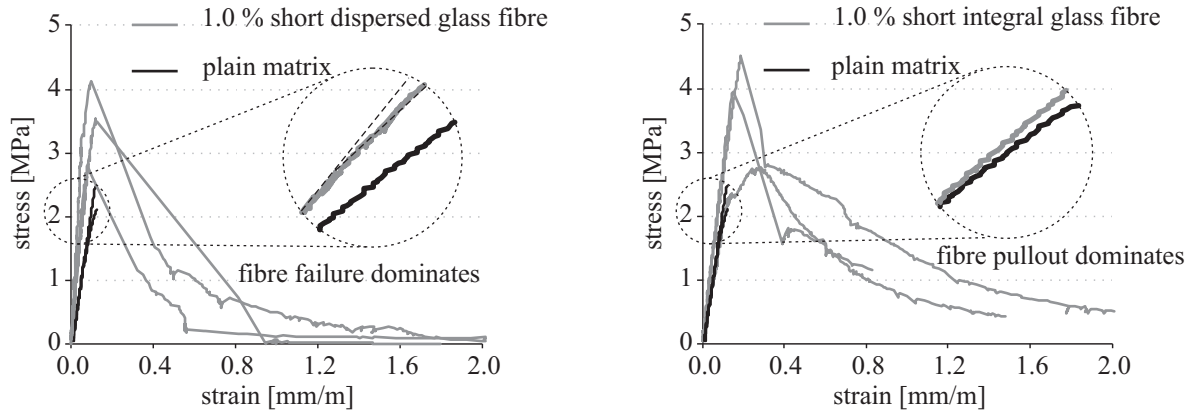 1.0 % short dispersed glass fibre
plain matrix
fibre failure dominates
stress [MPa]
5
4
3
2
1
0
0.0 0.4 0.8 1.2 1.6 2.0
strain [mm/m]
1.0 % short integral glass fibre
plain matrix
fibre pullout dominates
stress [MPa]
5
4
3
2
1
0
0.0 0.4 0.8 1.2 1.6 2.0
strain [mm/m]